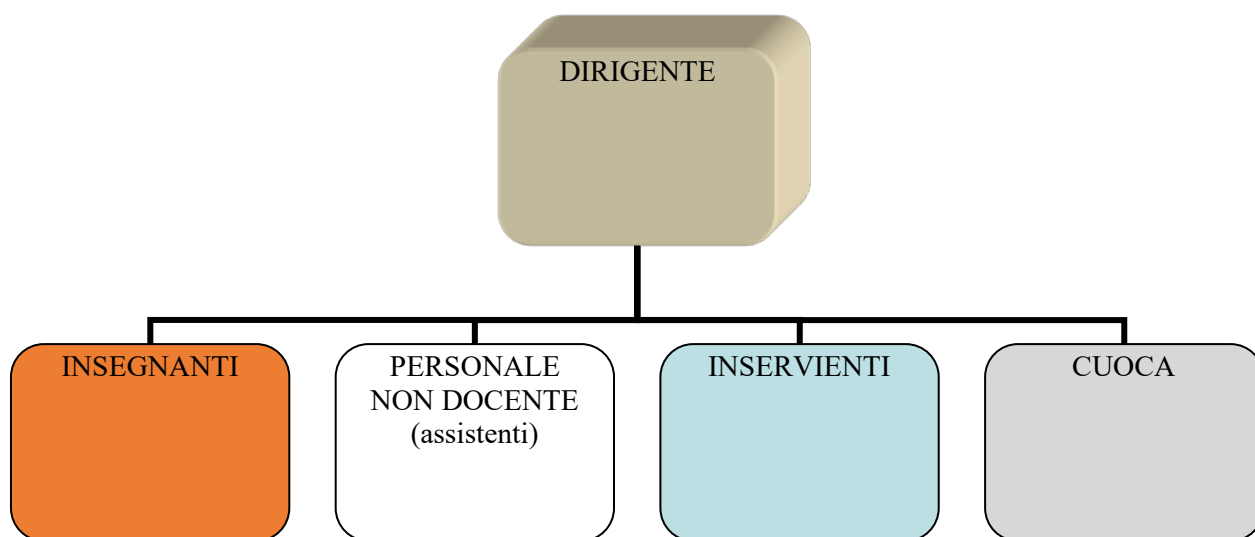 DIRIGENTE
INSEGNANTI
PERSONALE
NON DOCENTE
(assistenti)
INSERVIENTI
CUOCA